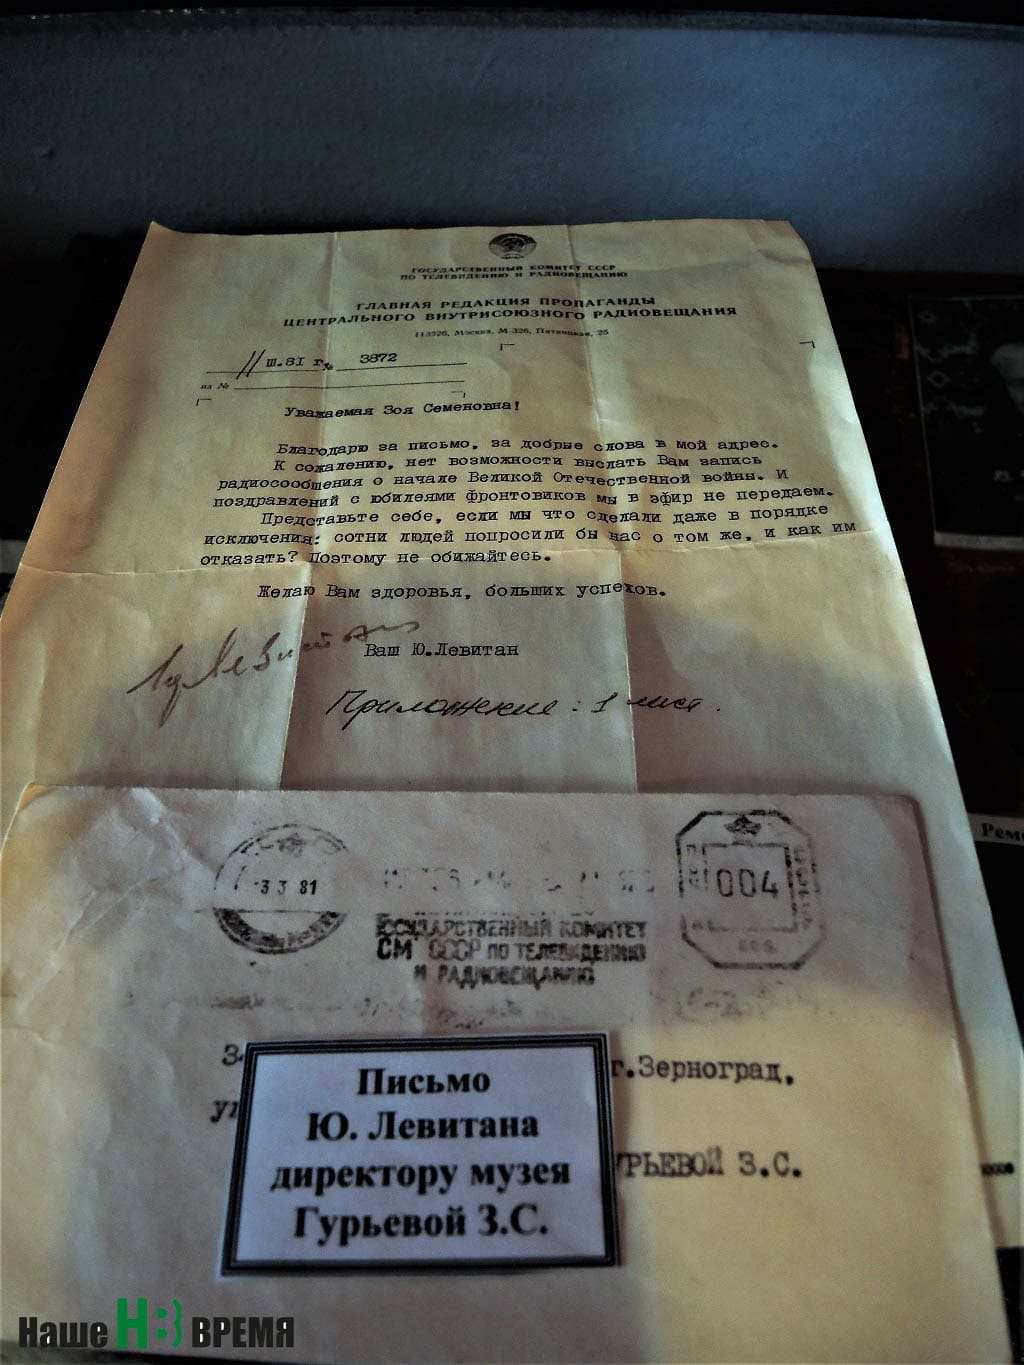 ГОСУДАРСТВЕННЫЙ КОМИТЕТ СССР
ПО ТЕЛЕВИДЕНИЮ И РАДИОВЕЩАНИЮ
ГЛАВНАЯ РЕДАКЦИЯ ПРОПАГАНДЫ
ЦЕНТРАЛЬНОГО ВНУТРИСОЮЗНОГО РАДИОВЕЩАНИЯ
113326, Москва, М-326, Пятницкая, 25
// Ш.81 г. № 3872
на №
Уважаемая Зоя Семеновна!
Благодарю за письмо, за добрые слова в мой адрес.
К сожалению, нет возможности выслать Вам запись
радиосообщения о начале Великой Отечественной войны. И
поздравлений с юбилеями фронтовиков мы в эфир не передаем.
Представьте себе, если мы что сделали даже в порядке
исключения: сотни людей попросили бы нас о том же, и как им
отказать? Поэтому не обижайтесь.
Желаю Вам здоровья, больших успехов.
Ю Левитан
Ваш Ю.Левитан
Приложение: 1 лист.
3 3 81
004
ГОСУДАРСТВЕННЫЙ КОМИТЕТ
СМ СССР ПО ТЕЛЕВИДЕНИЮ
И РАДИОВЕЩАНИЮ
г.Зерноград,
УРЬЕВОЙ З.С.
Письмо
Ю. Левитана
директору музея
Гурьевой З.С.
Наше НВ ВРЕМЯ